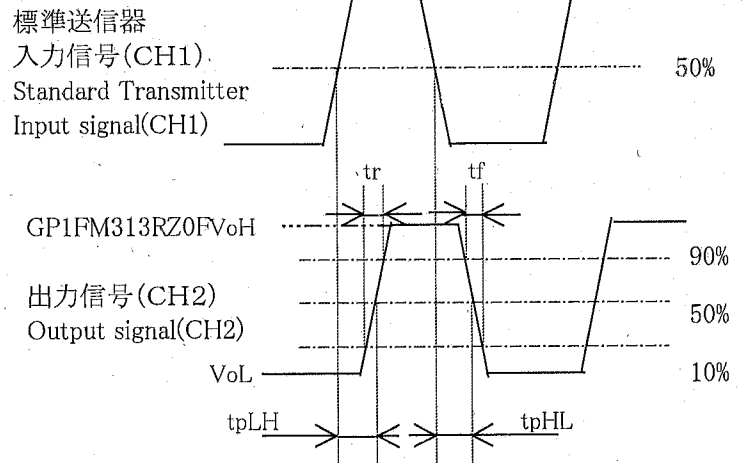 標準送信器
入力信号(CH1)
Standard Transmitter
Input signal(CH1)
50%
tr
tf
GP1FM313RZ0FVoH
90%
出力信号(CH2)
50%
Output signal(CH2)
VoL
10%
tpLH
tpHL